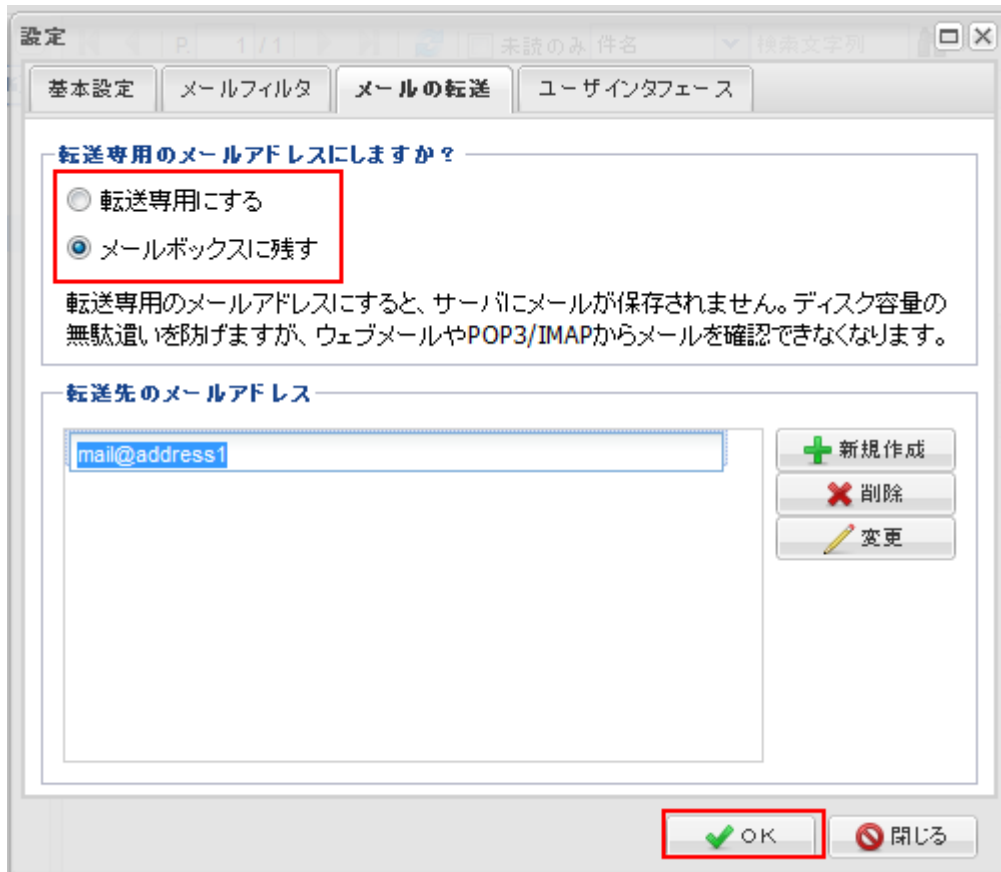 設定
P. 1 / 1 未読のみ 件名 検索文字列
基本設定 メールフィルタ メールの転送 ユーザインタフェース
転送専用のメールアドレスにしますか？
転送専用にする
メールボックスに残す
転送専用のメールアドレスにすると、サーバにメールが保存されません。ディスク容量の
無駄遣いを防げますが、ウェブメールやPOP3/IMAPからメールを確認できなくなります。
転送先のメールアドレス
mail@address1
新規作成
削除
変更
OK 閉じる